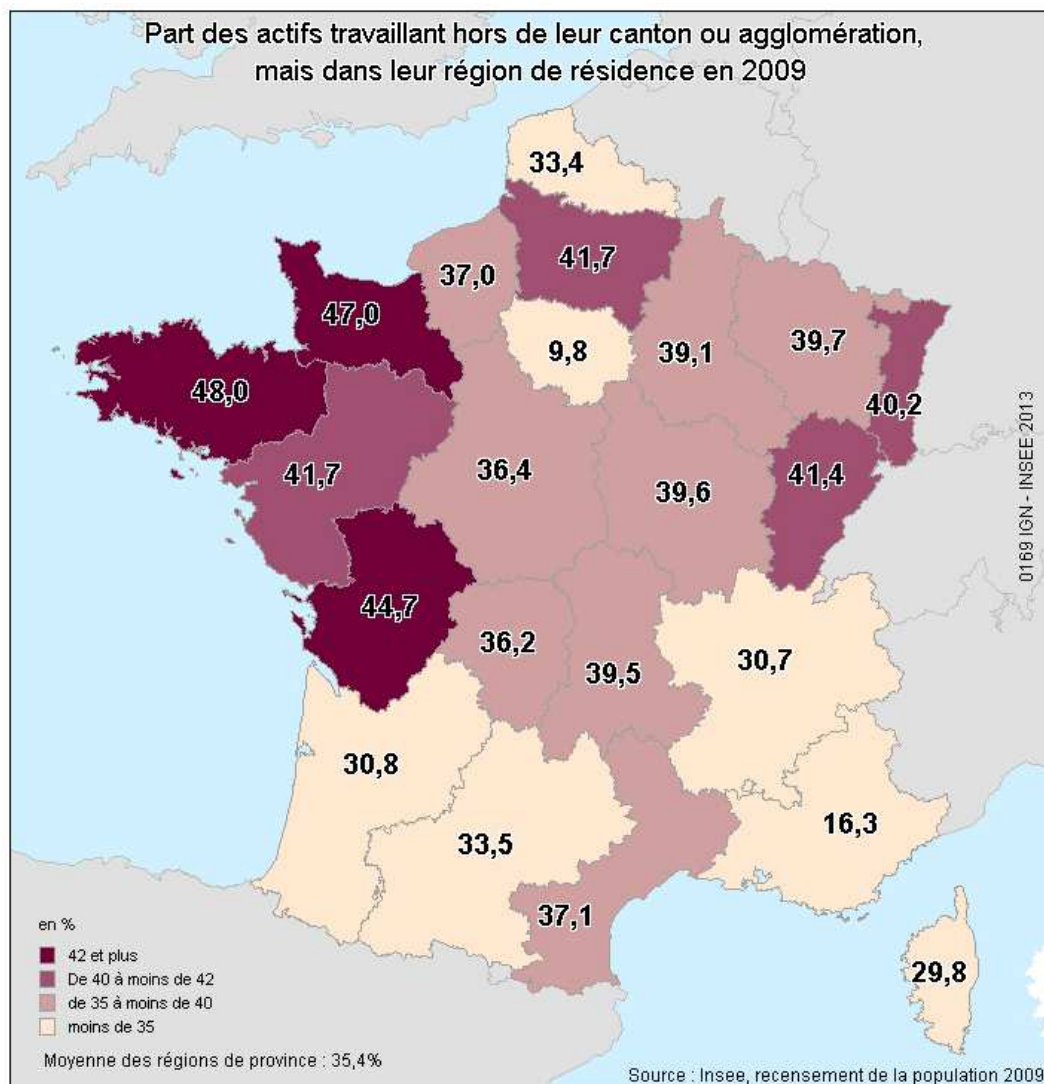 Part des actifs travaillant hors de leur canton ou agglomération,
mais dans leur région de résidence en 2009
33,4
41,7
37,0
47,0
9,8
39,1
39,7
48,0
40,2
41,7
36,4
39,6
41,4
44,7
36,2
39,5
30,7
30,8
33,5
16,3
37,1
29,8
0169 IGN - INSEE 2013
en %
42 et plus
De 40 à moins de 42
de 35 à moins de 40
moins de 35
Moyenne des régions de province : 35,4%
Source : Insee, recensement de la population 2009